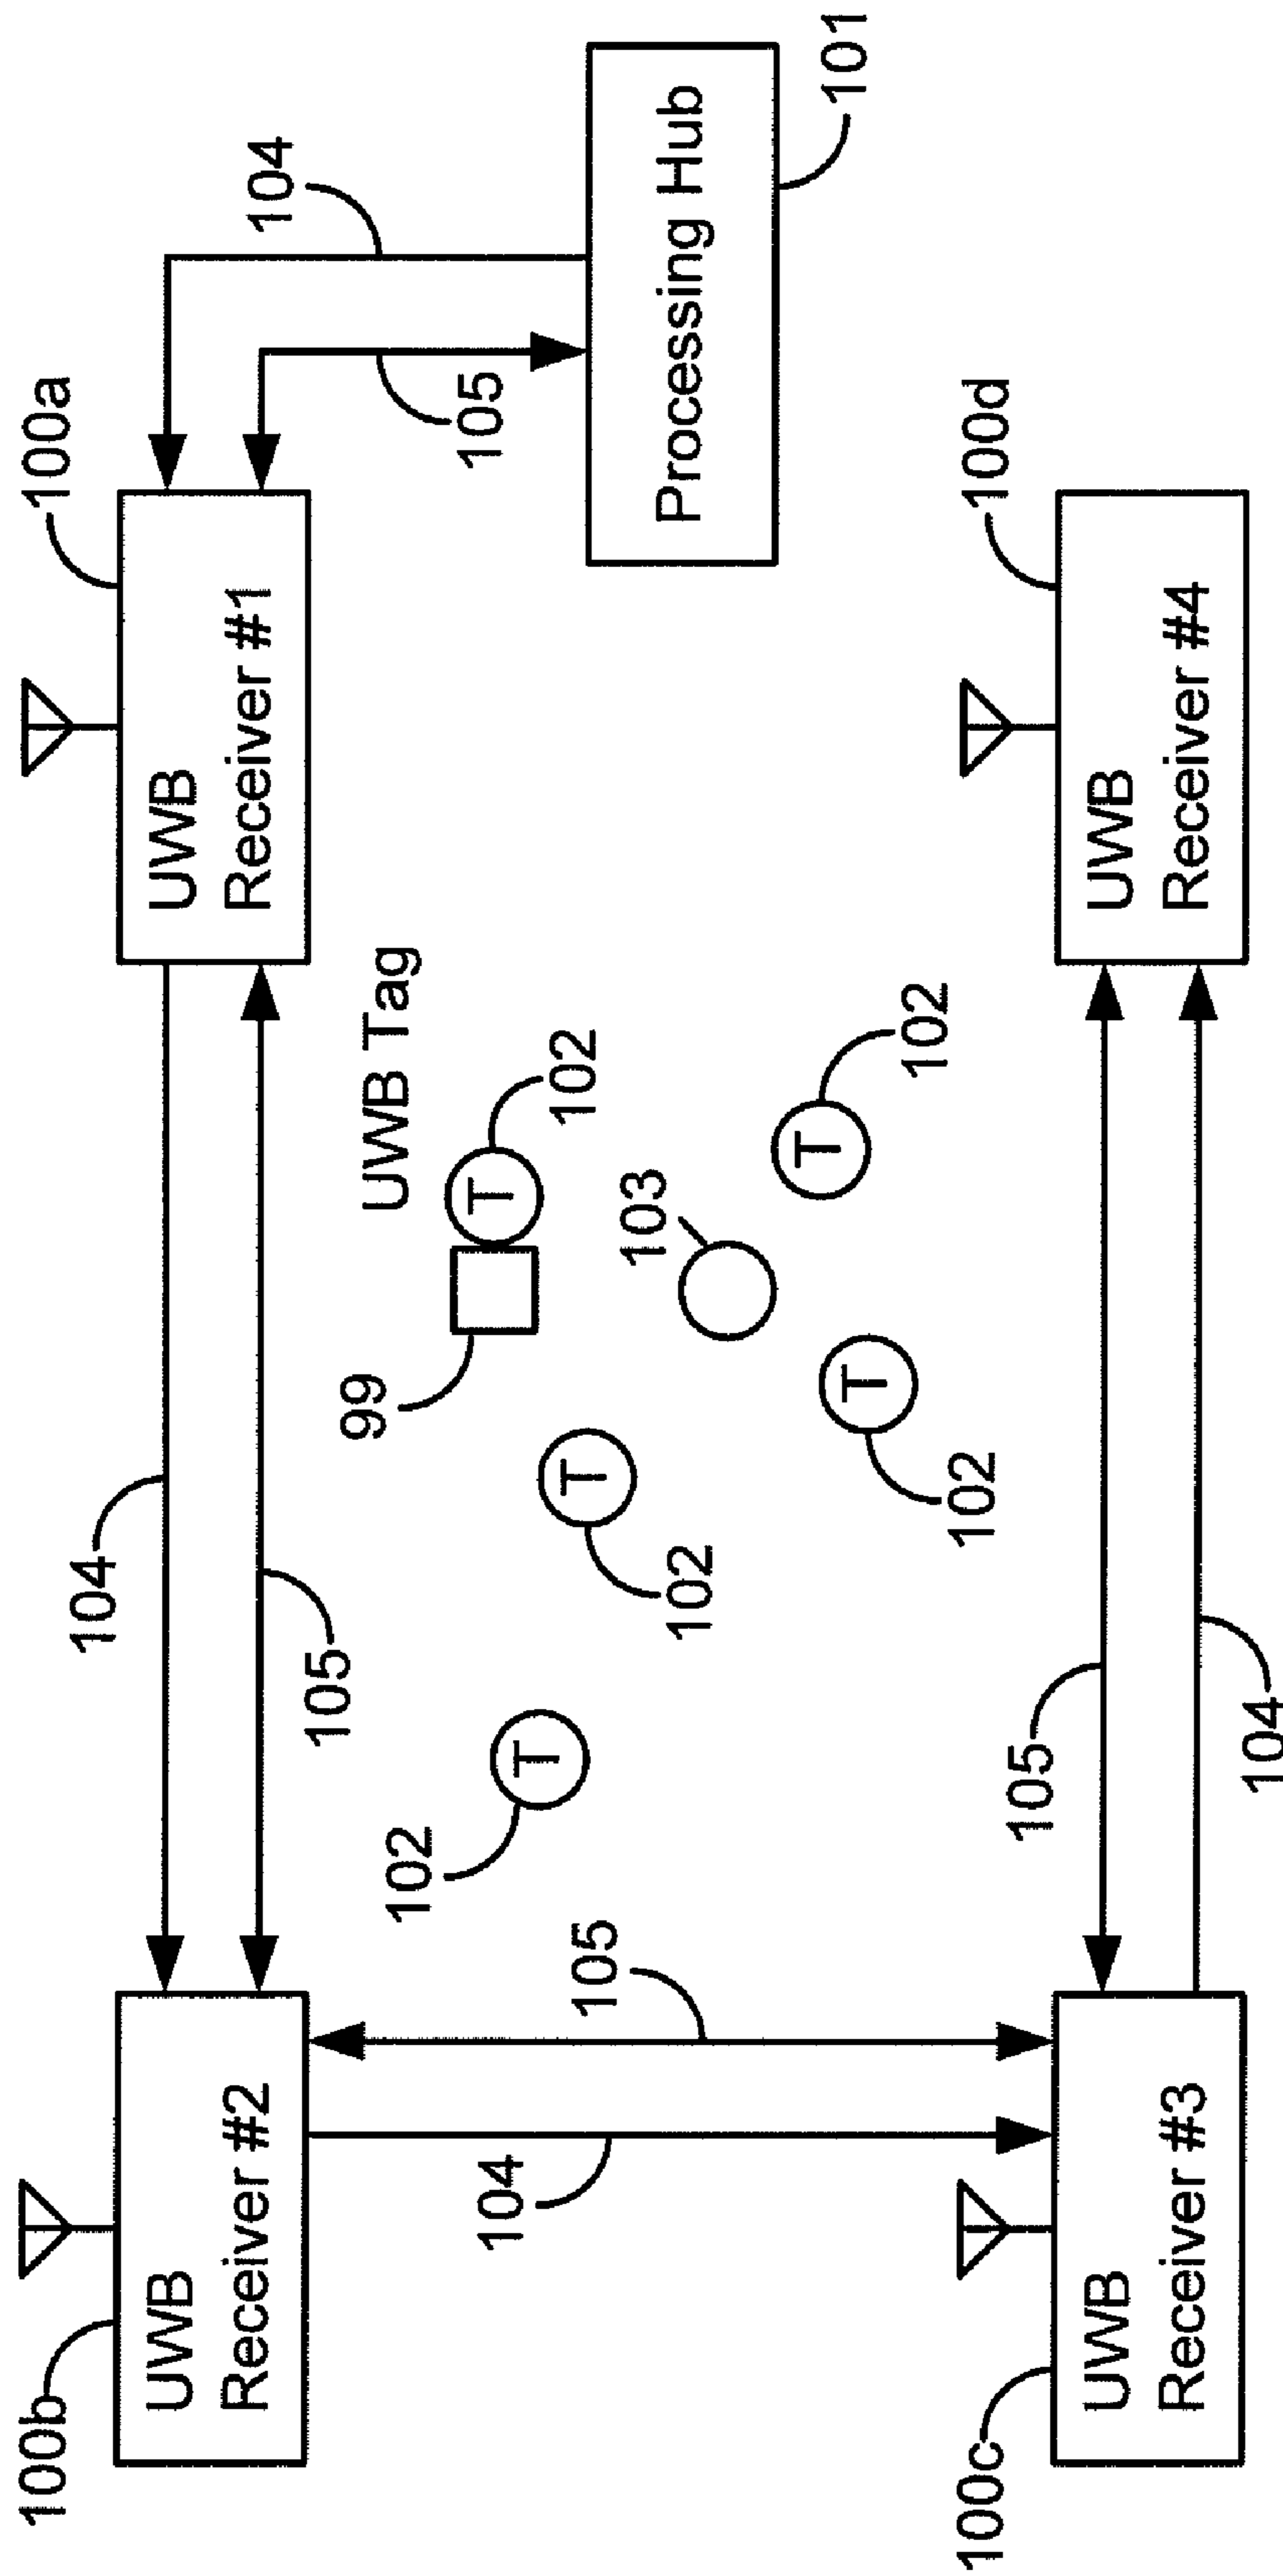 100b
100a
104
UWB
Receiver #2
UWB
Receiver #1
104
105
99
UWB Tag
102
105
T
104
T
102
105
T
103
102
Processing Hub
101
T
102
T
102
100c
100d
105
UWB
Receiver #3
UWB
Receiver #4
104